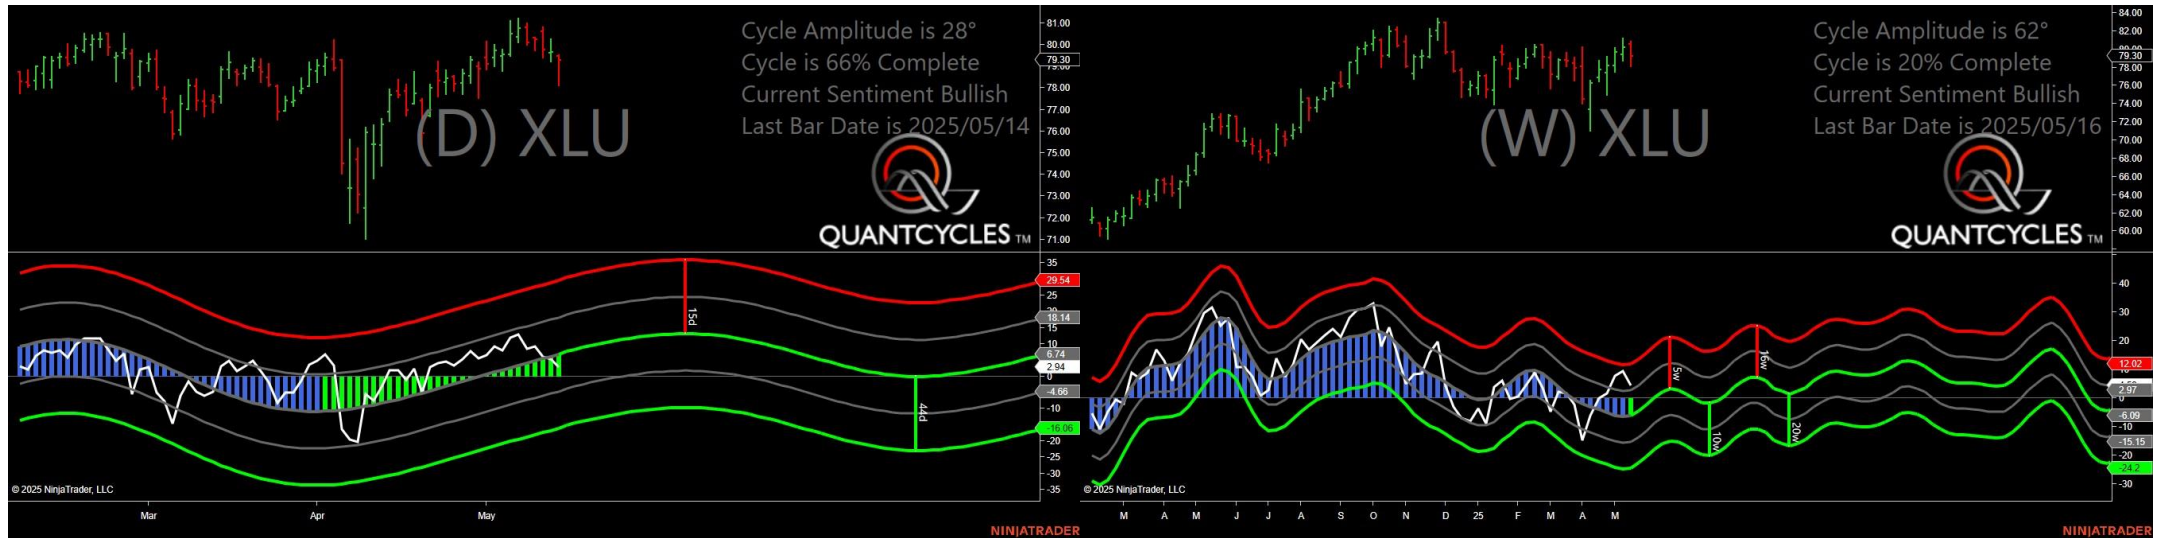 Cycle Amplitude is 28°
Cycle is 66% Complete
Current Sentiment Bullish
Last Bar Date is 2025/05/14
(D) XLU
QUANTCYCLES TM
81.00
80.00
79.30
79.00
78.00
77.00
76.00
75.00
74.00
73.00
72.00
71.00
35
29.54
25
18.14
15
10
6.74
2.94
0
-4.66
-10
-16.06
-20
-25
-30
-35
15d
44d
© 2025 NinjaTrader, LLC
Mar
Apr
May
NINJATRADER
Cycle Amplitude is 62°
Cycle is 20% Complete
Current Sentiment Bullish
Last Bar Date is 2025/05/16
(W) XLU
QUANTCYCLES TM
84.00
82.00
79.30
78.00
76.00
74.00
72.00
70.00
68.00
66.00
64.00
62.00
60.00
40
30
20
12.02
2.97
0
-6.09
-10
-15.15
-20
-24.2
-30
5w
10w
16w
20w
© 2025 NinjaTrader, LLC
M A M J J A S O N D 25 F M A M
NINJATRADER